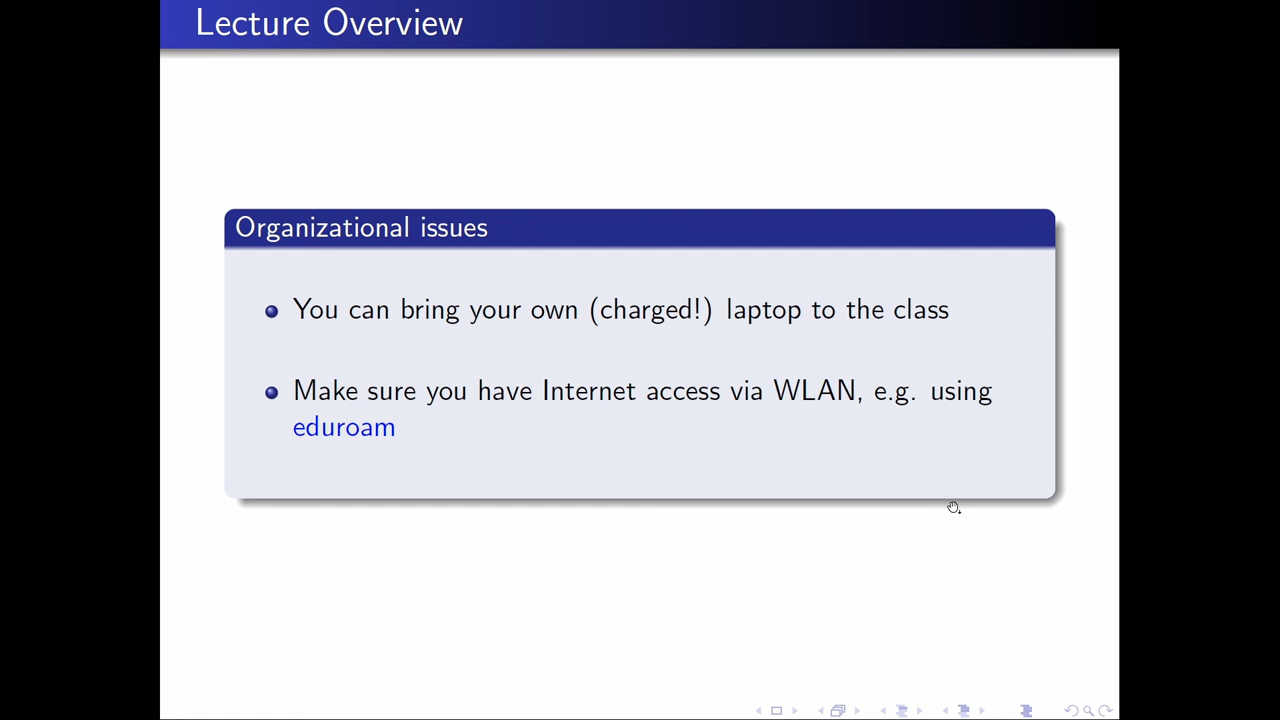 Lecture Overview
Organizational issues
You can bring your own (charged!) laptop to the class
Make sure you have Internet access via WLAN, e.g. using
eduroam